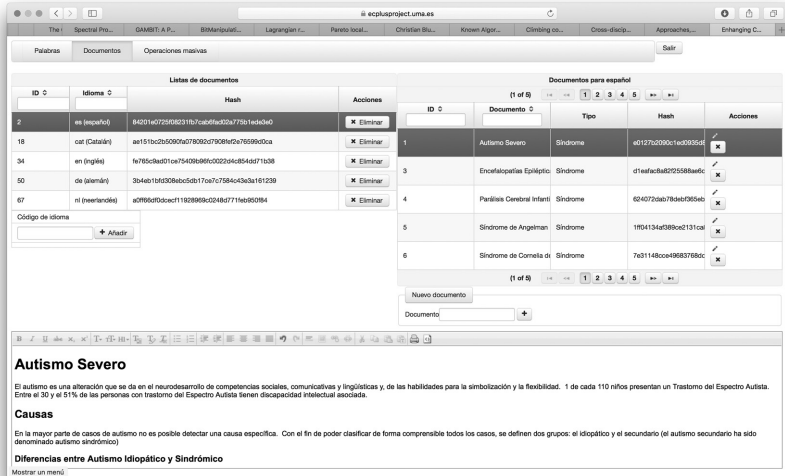 ecplusproject.uma.es
The
Spectral Pro...
GAMBIT: A P...
BitManipulati...
Lagrangian r...
Pareto local...
Christian Blu...
Known Algor...
Climbing co...
Cross-discip...
Approaches,...
Enhancing C...
Palabras Documentos Operaciones masivas Salir
Listas de documentos
ID Idioma Hash Acciones
2 es (español) 84201e0725f08231fb7cab6fad02a775b1ede3e0 Eliminar
18 cat (Catalán) ae151bc2b5090fa078092d7908fef2e76599d0ca Eliminar
34 en (inglés) fe765c9ad01ce75409b96fc0022d4c854dd71b38 Eliminar
50 de (alemán) 3b4eb1bfd308ebc5db17ce7c7584c43e3a161239 Eliminar
67 nl (neerlandés) a0ff66df0dcecf11928969c0248d771feb950f84 Eliminar
Código de idioma
Añadir
Documentos para español
(1 of 5) 1 2 3 4 5
ID Documento Tipo Hash Acciones
1 Autismo Severo Síndrome e0127b2090c1ed0935d8
3 Encefalopatías Epiléptic Síndrome d1eafac8a82f25588ae6c
4 Parálisis Cerebral Infanti Síndrome 624072dab78debf365eb
5 Síndrome de Angelman Síndrome 1ff04134af389ce2131cal
6 Síndrome de Cornelia de Síndrome 7e31148cce49683768dc
(1 of 5) 1 2 3 4 5
Nuevo documento
Documento
Autismo Severo
El autismo es una alteración que se da en el neurodesarrollo de competencias sociales, comunicativas y lingüísticas y, de las habilidades para la simbolización y la flexibilidad. 1 de cada 110 niños presentan un Trastorno del Espectro Autista.
Entre el 30 y el 51% de las personas con trastorno del Espectro Autista tienen discapacidad intelectual asociada.
Causas
En la mayor parte de casos de autismo no es posible detectar una causa específica. Con el fin de poder clasificar de forma comprensible todos los casos, se definen dos grupos: el idiopático y el secundario (el autismo secundario ha sido
denominado autismo sindrómico)
Diferencias entre Autismo Idiopático y Sindrómico
Mostrar un menú